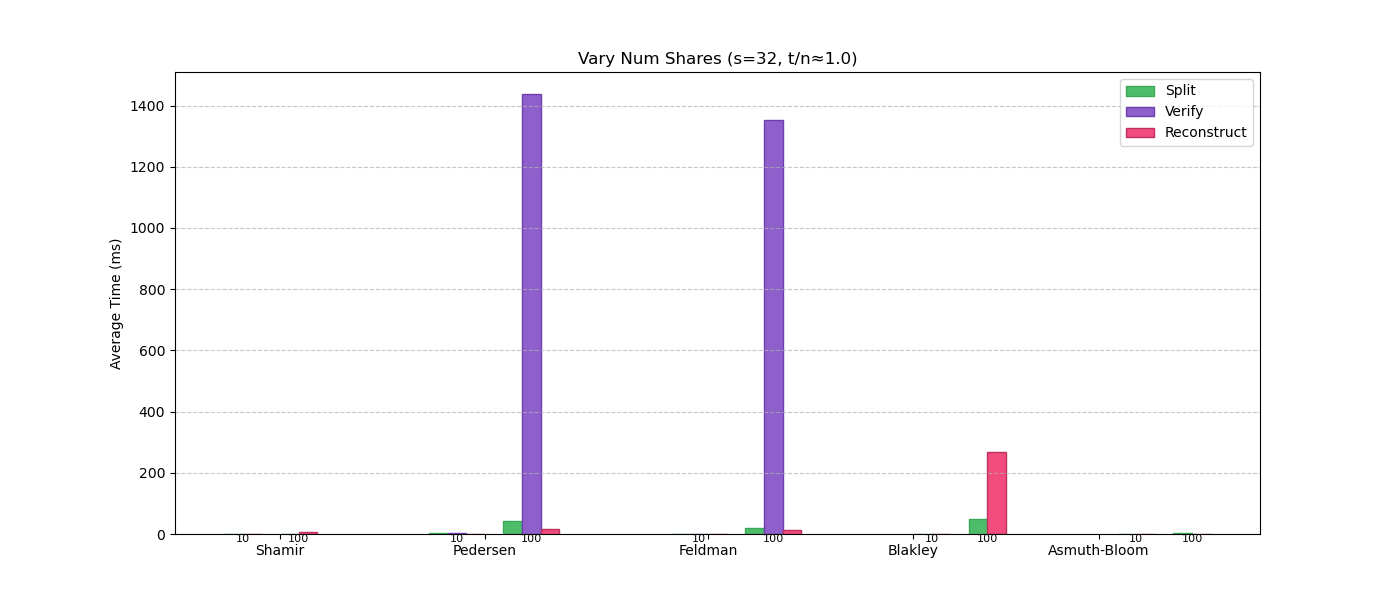 Vary Num Shares (s=32, t/n≈1.0)
Split
Verify
Reconstruct
Average Time (ms)
1400
1200
1000
800
600
400
200
0
10 100 10 100 10 100 10 100 10 100
Shamir Pedersen Feldman Blakley Asmuth-Bloom